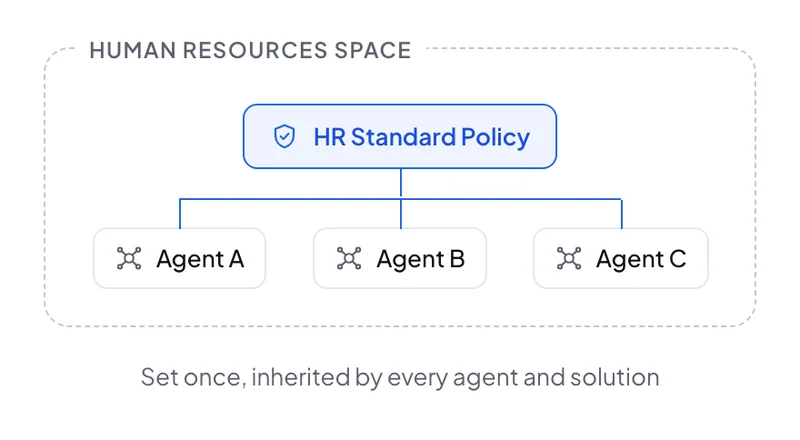 HUMAN RESOURCES SPACE
HR Standard Policy
Agent A
Agent B
Agent C
Set once, inherited by every agent and solution